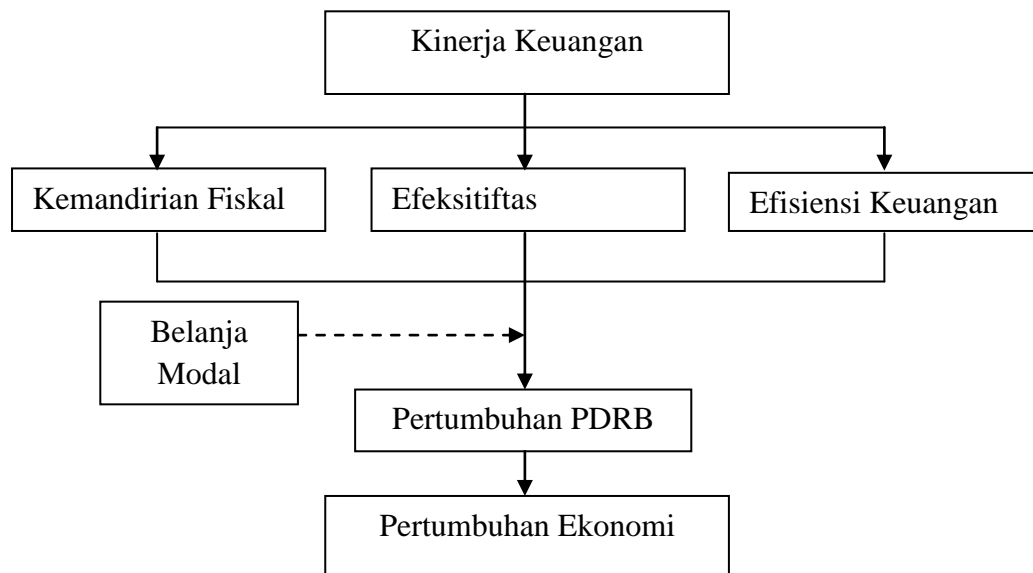 Kinerja Keuangan
Kemandirian Fiskal
Efeksitiftas
Efisiensi Keuangan
Belanja
Modal
Pertumbuhan PDRB
Pertumbuhan Ekonomi